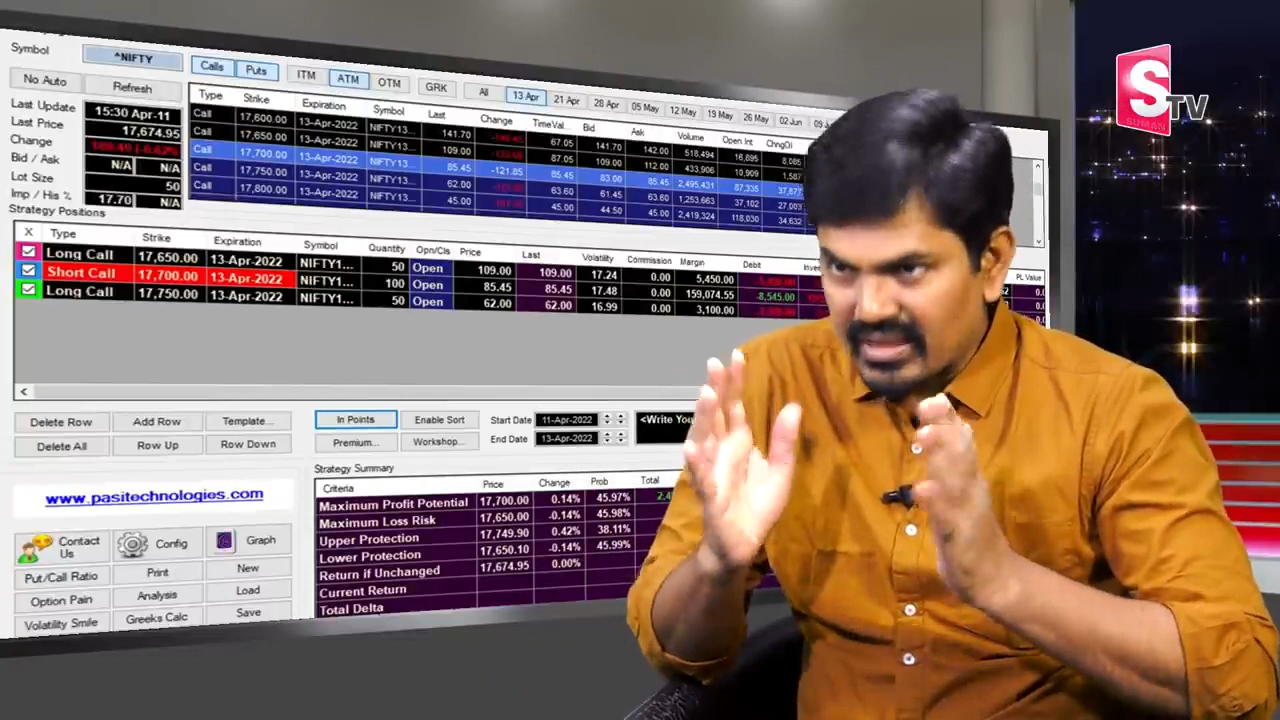 Symbol ^NIFTY Calls Puts ITM ATM OTM GRK All 13 Apr 21 Apr 28 Apr 05 May 12 May 19 May 26 May 02 Jun
No Auto Refresh
Last Update 15:30 Apr-11
Last Price 17,674.95
Change
Bid / Ask N/A N/A
Lot Size 50
Imp / His % 17.70 N/A
Type Strike Expiration Symbol Last Change TimeVal... Bid Ask Volume Open Int ChngOI
Call 17,600.00 13-Apr-2022 NIFTY13... 141.70 67.05 141.70 142.00 518,494 16,895 8,085
Call 17,650.00 13-Apr-2022 NIFTY13... 109.00 87.05 109.00 112.00 433,906 10,909 1,587
Call 17,700.00 13-Apr-2022 NIFTY13... 85.45 -121.85 85.45 83.00 85.45 2,495,431 87,335 37,877
Call 17,750.00 13-Apr-2022 NIFTY13... 62.00 63.60 61.45 63.45 1,253,663 37,102 27,003
Call 17,800.00 13-Apr-2022 NIFTY13... 45.00 45.00 44.50 45.00 2,419,324 118,030 34,632
Strategy Positions
X Type Strike Expiration Symbol Quantity Opn/Cls Price Last Volatility Commission Margin Debit PL Value
Long Call 17,650.00 13-Apr-2022 NIFTY1... 50 Open 109.00 109.00 17.24 0.00 5,450.00
Short Call 17,700.00 13-Apr-2022 NIFTY1... 100 Open 85.45 85.45 17.48 0.00 159,074.55 -8,545.00
Long Call 17,750.00 13-Apr-2022 NIFTY1... 50 Open 62.00 62.00 16.99 0.00 3,100.00
Delete Row Add Row Template... In Points Enable Sort Start Date 11-Apr-2022 <Write You
Delete All Row Up Row Down Premium... Workshop... End Date 13-Apr-2022
www.pasitechnologies.com
Strategy Summary
Criteria Price Change Prob Total
Maximum Profit Potential 17,700.00 0.14% 45.97%
Maximum Loss Risk 17,650.00 -0.14% 45.98%
Upper Protection 17,749.90 0.42% 38.11%
Lower Protection 17,650.10 -0.14% 45.99%
Return if Unchanged 17,674.95 0.00%
Current Return
Total Delta
Contact Us Config Graph
Put/Call Ratio Print New
Option Pain Analysis Load
Volatility Smile Greeks Calc Save
S TV
SUMAN